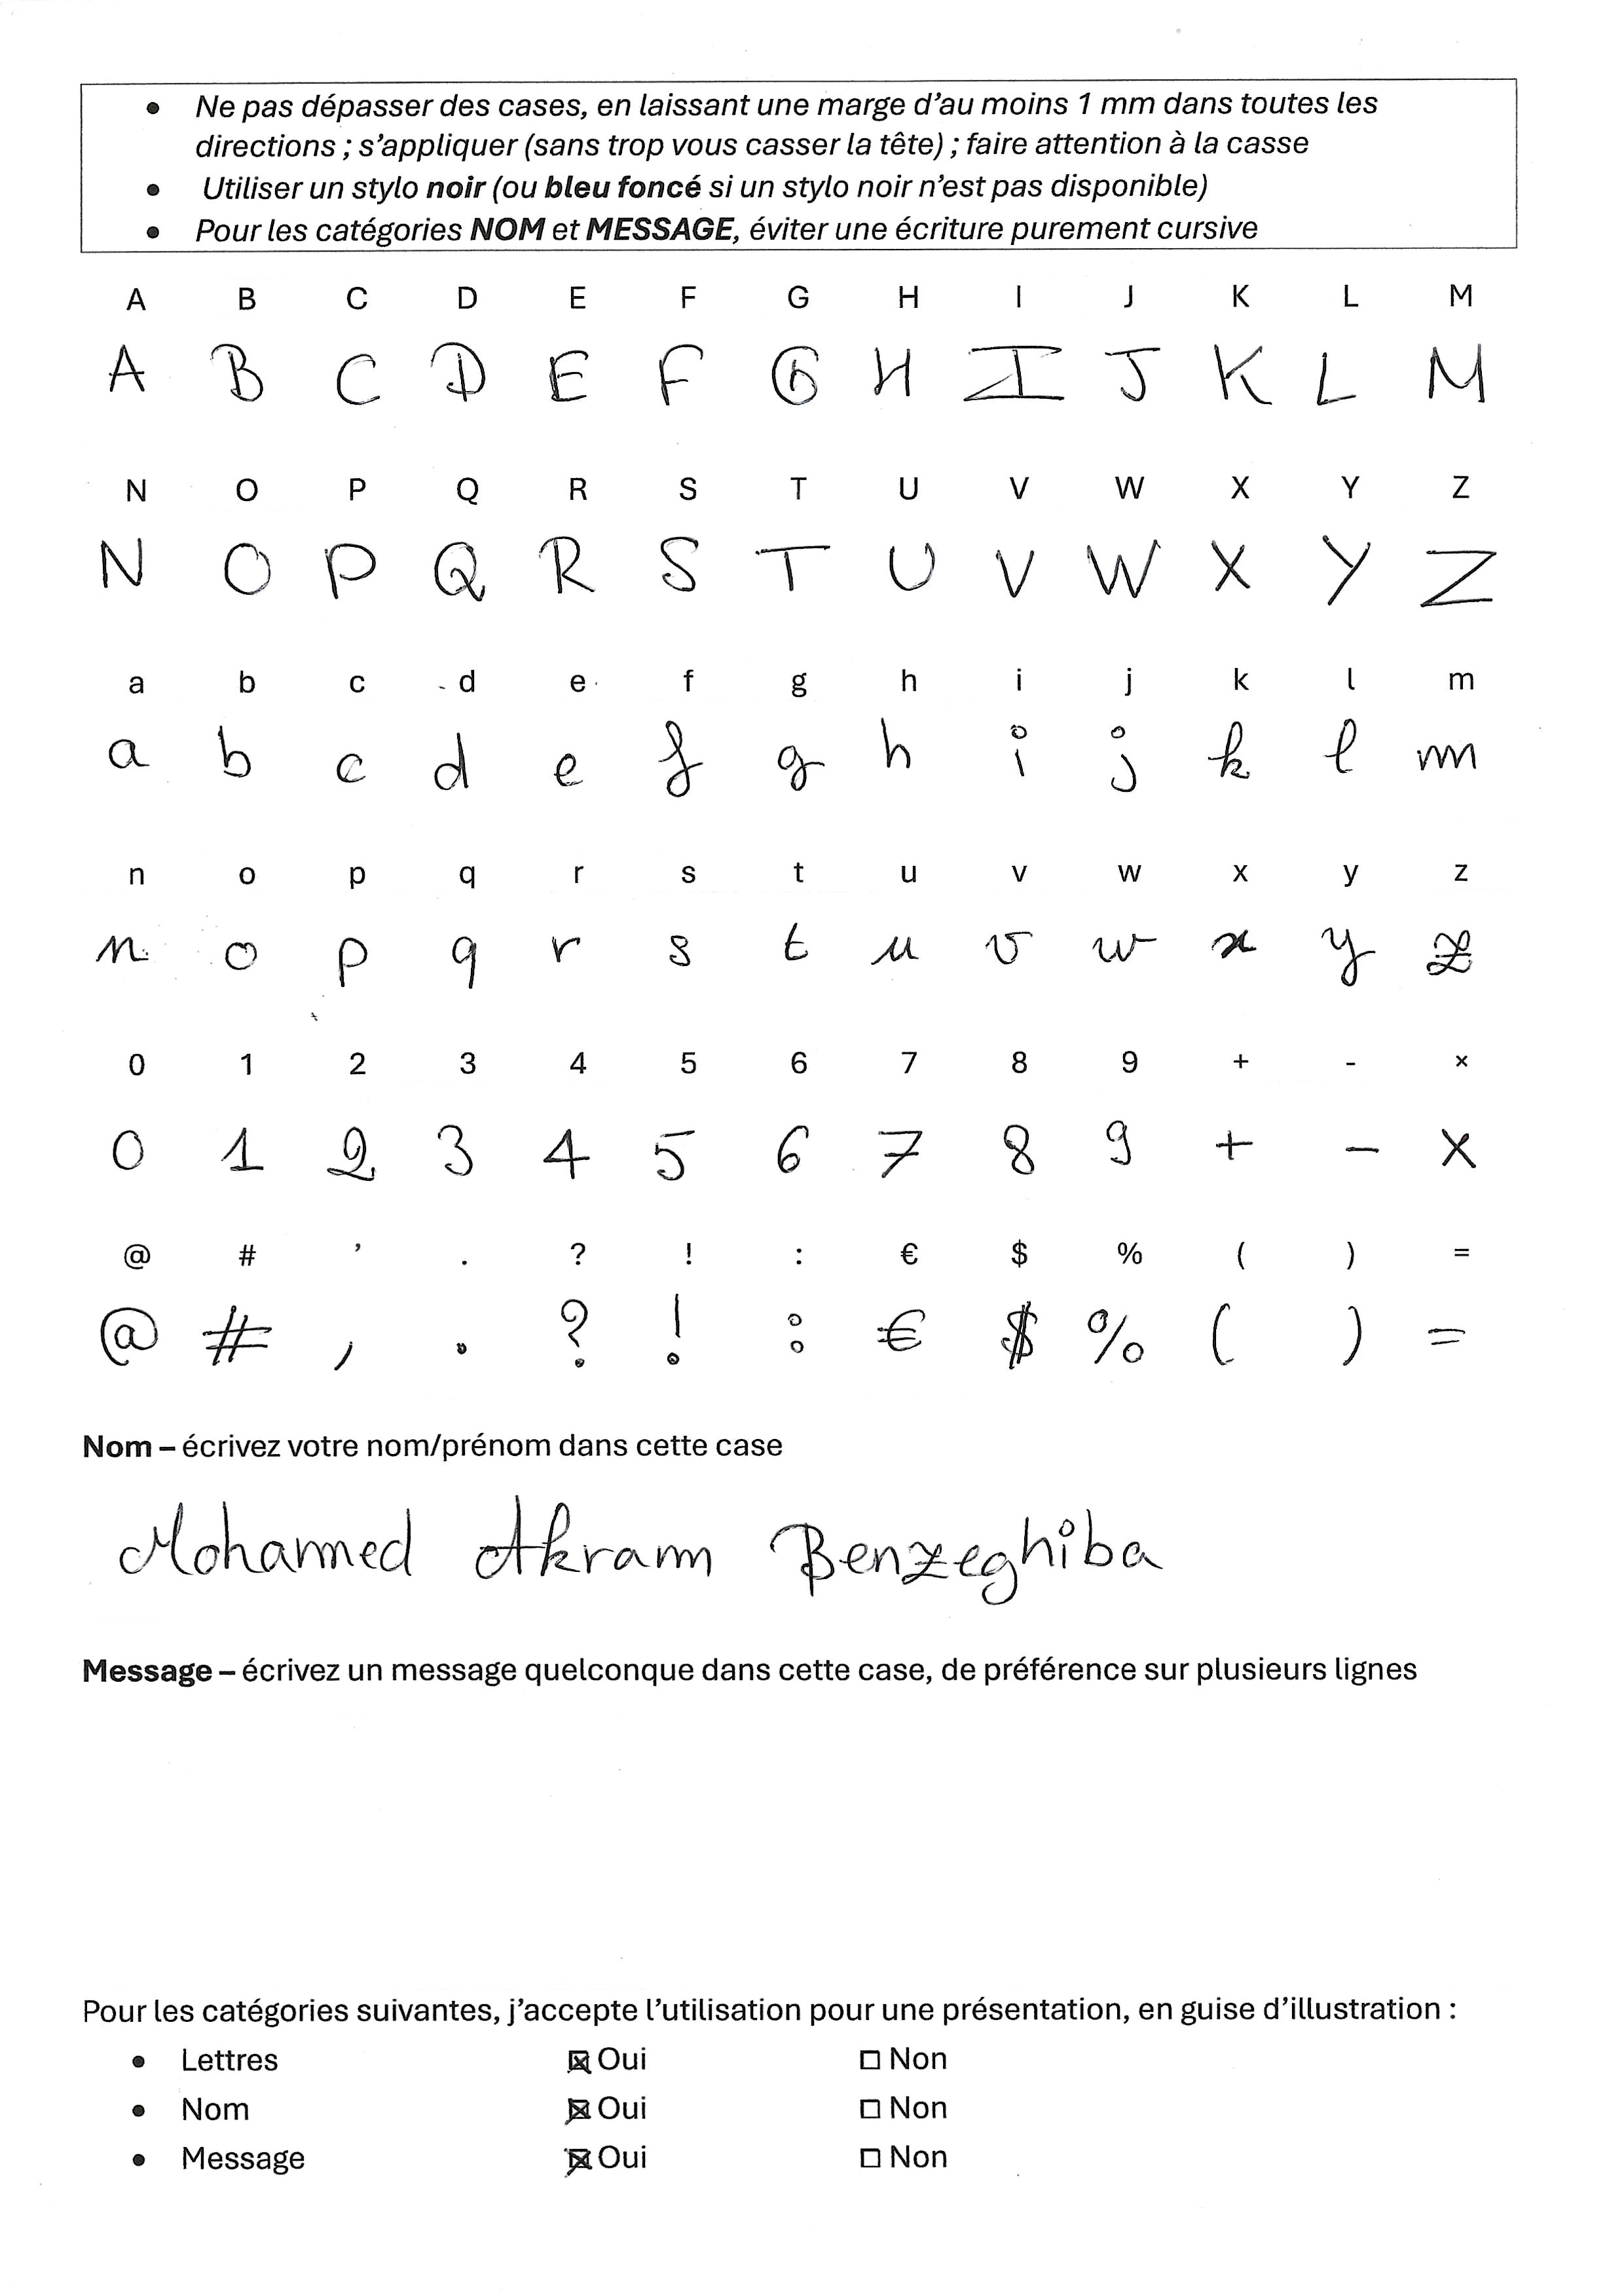 • Ne pas dépasser des cases, en laissant une marge d’au moins 1 mm dans toutes les
directions ; s’appliquer (sans trop vous casser la tête) ; faire attention à la casse
• Utiliser un stylo noir (ou bleu foncé si un stylo noir n’est pas disponible)
• Pour les catégories NOM et MESSAGE, éviter une écriture purement cursive
A B C D E F G H I J K L M
A B C D E F G H I J K L M
N O P Q R S T U V W X Y Z
N O P Q R S T U V W X Y Z
a b c d e f g h i j k l m
a b c d e f g h i j k l m
n o p q r s t u v w x y z
n o p q r s t u v w x y z
0 1 2 3 4 5 6 7 8 9 + - ×
0 1 2 3 4 5 6 7 8 9 + - ×
@ # ’ . ? ! : € $ % ( ) =
@ # , . ? ! : € $ % ( ) =
Nom – écrivez votre nom/prénom dans cette case
Mohamed Akram Benzeghiba
Message – écrivez un message quelconque dans cette case, de préférence sur plusieurs lignes
Pour les catégories suivantes, j’accepte l’utilisation pour une présentation, en guise d’illustration :
• Lettres ☒ Oui ☐ Non
• Nom ☒ Oui ☐ Non
• Message ☒ Oui ☐ Non